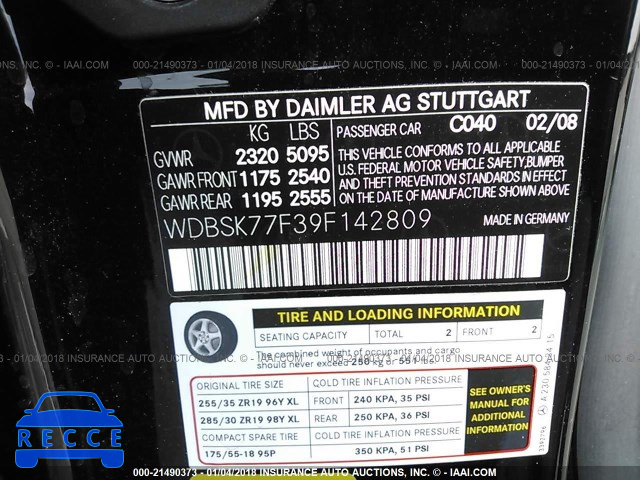 000-21490373 - 01/04/2018 INSURANCE AUTO AUCTIONS, INC. © - IAAI.COM
MFD BY DAIMLER AG STUTTGART
KG LBS
PASSENGER CAR C040 02/08
GVWR 2320 5095
GAWR FRONT 1175 2540
GAWR REAR 1195 2555
THIS VEHICLE CONFORMS TO ALL APPLICABLE
U.S. FEDERAL MOTOR VEHICLE SAFETY, BUMPER
AND THEFT PREVENTION STANDARDS IN EFFECT
ON THE DATE OF MANUFACTURE SHOWN ABOVE.
WDBSK77F39F142809
MADE IN GERMANY
TIRE AND LOADING INFORMATION
SEATING CAPACITY TOTAL 2 FRONT 2
The combined weight of occupants and cargo
should never exceed 250 kg or 551 lbs.
ORIGINAL TIRE SIZE COLD TIRE INFLATION PRESSURE
255/35 ZR19 96Y XL FRONT 240 KPA, 35 PSI
285/30 ZR19 98Y XL REAR 250 KPA, 36 PSI
COMPACT SPARE TIRE COLD TIRE INFLATION PRESSURE
175/55-18 95P 350 KPA, 51 PSI
SEE OWNER'S
MANUAL FOR
ADDITIONAL
INFORMATION
A 230 584 15
000-21490373 - 01/04/2018 INSURANCE AUTO AUCTIONS, INC. © - IAAI.COM